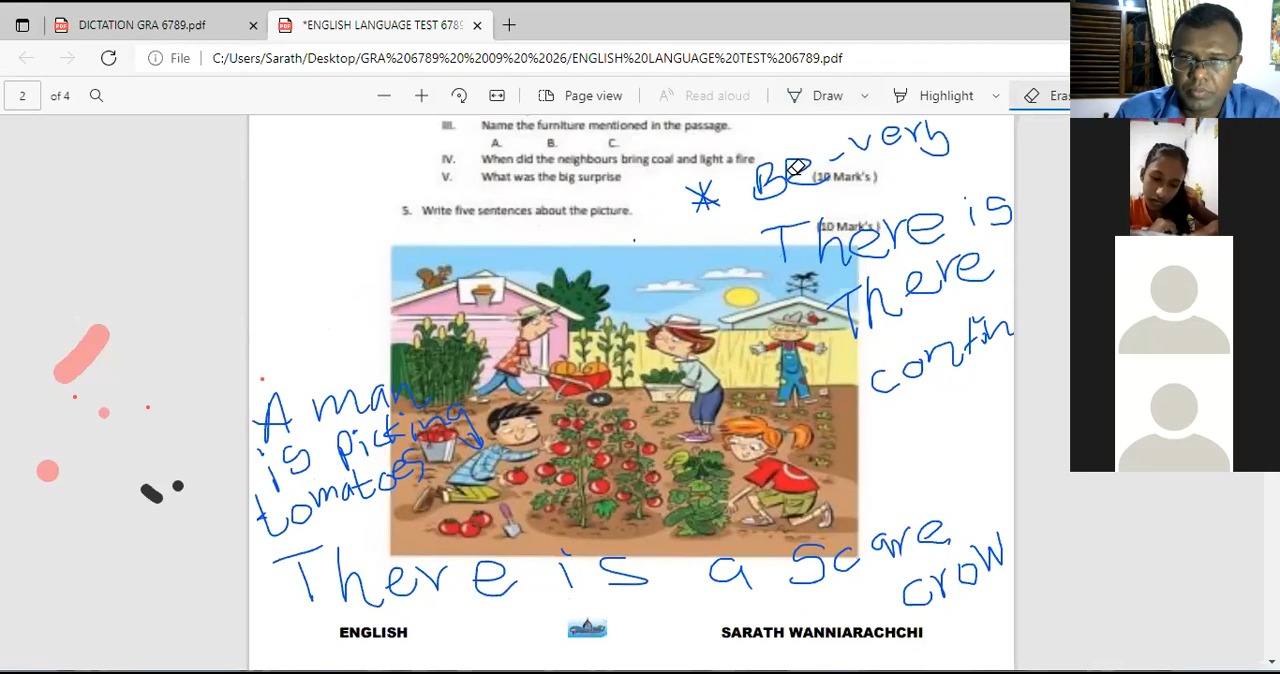 DICTATION GRA 6789.pdf
*ENGLISH LANGUAGE TEST 6789
File
C:/Users/Sarath/Desktop/GRA%206789%20%2009%20%2026/ENGLISH%20LANGUAGE%20TEST%206789.pdf
2 of 4
Page view
Read aloud
Draw
Highlight
Eras
III. Name the furniture mentioned in the passage.
A. B. C.
IV. When did the neighbours bring coal and light a fire
V. What was the big surprise
(10 Mark's )
* Be - very
5. Write five sentences about the picture.
(10 Mark's )
There is
There
contin
A man
is picking
tomatoes
There is a scare
crow
ENGLISH
SARATH WANNIARACHCHI